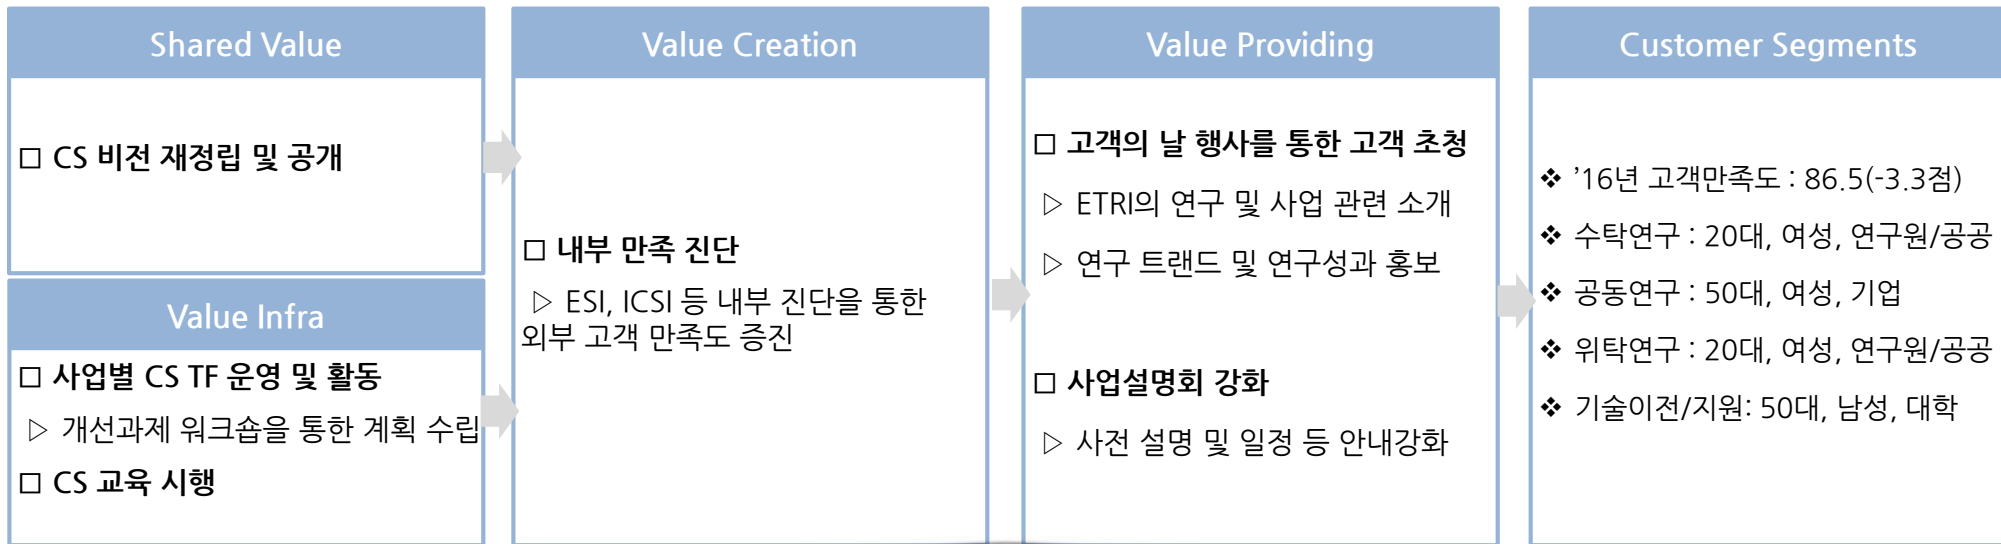 Shared Value
□ CS 비전 재정립 및 공개
Value Infra
□ 사업별 CS TF 운영 및 활동
▷ 개선과제 워크숍을 통한 계획 수립
□ CS 교육 시행
Value Creation
□ 내부 만족 진단
▷ ESI, ICSI 등 내부 진단을 통한
외부 고객 만족도 증진
Value Providing
□ 고객의 날 행사를 통한 고객 초청
▷ ETRI의 연구 및 사업 관련 소개
▷ 연구 트랜드 및 연구성과 홍보
□ 사업설명회 강화
▷ 사전 설명 및 일정 등 안내강화
Customer Segments
❖ ’16년 고객만족도 : 86.5(-3.3점)
❖ 수탁연구 : 20대, 여성, 연구원/공공
❖ 공동연구 : 50대, 여성, 기업
❖ 위탁연구 : 20대, 여성, 연구원/공공
❖ 기술이전/지원: 50대, 남성, 대학